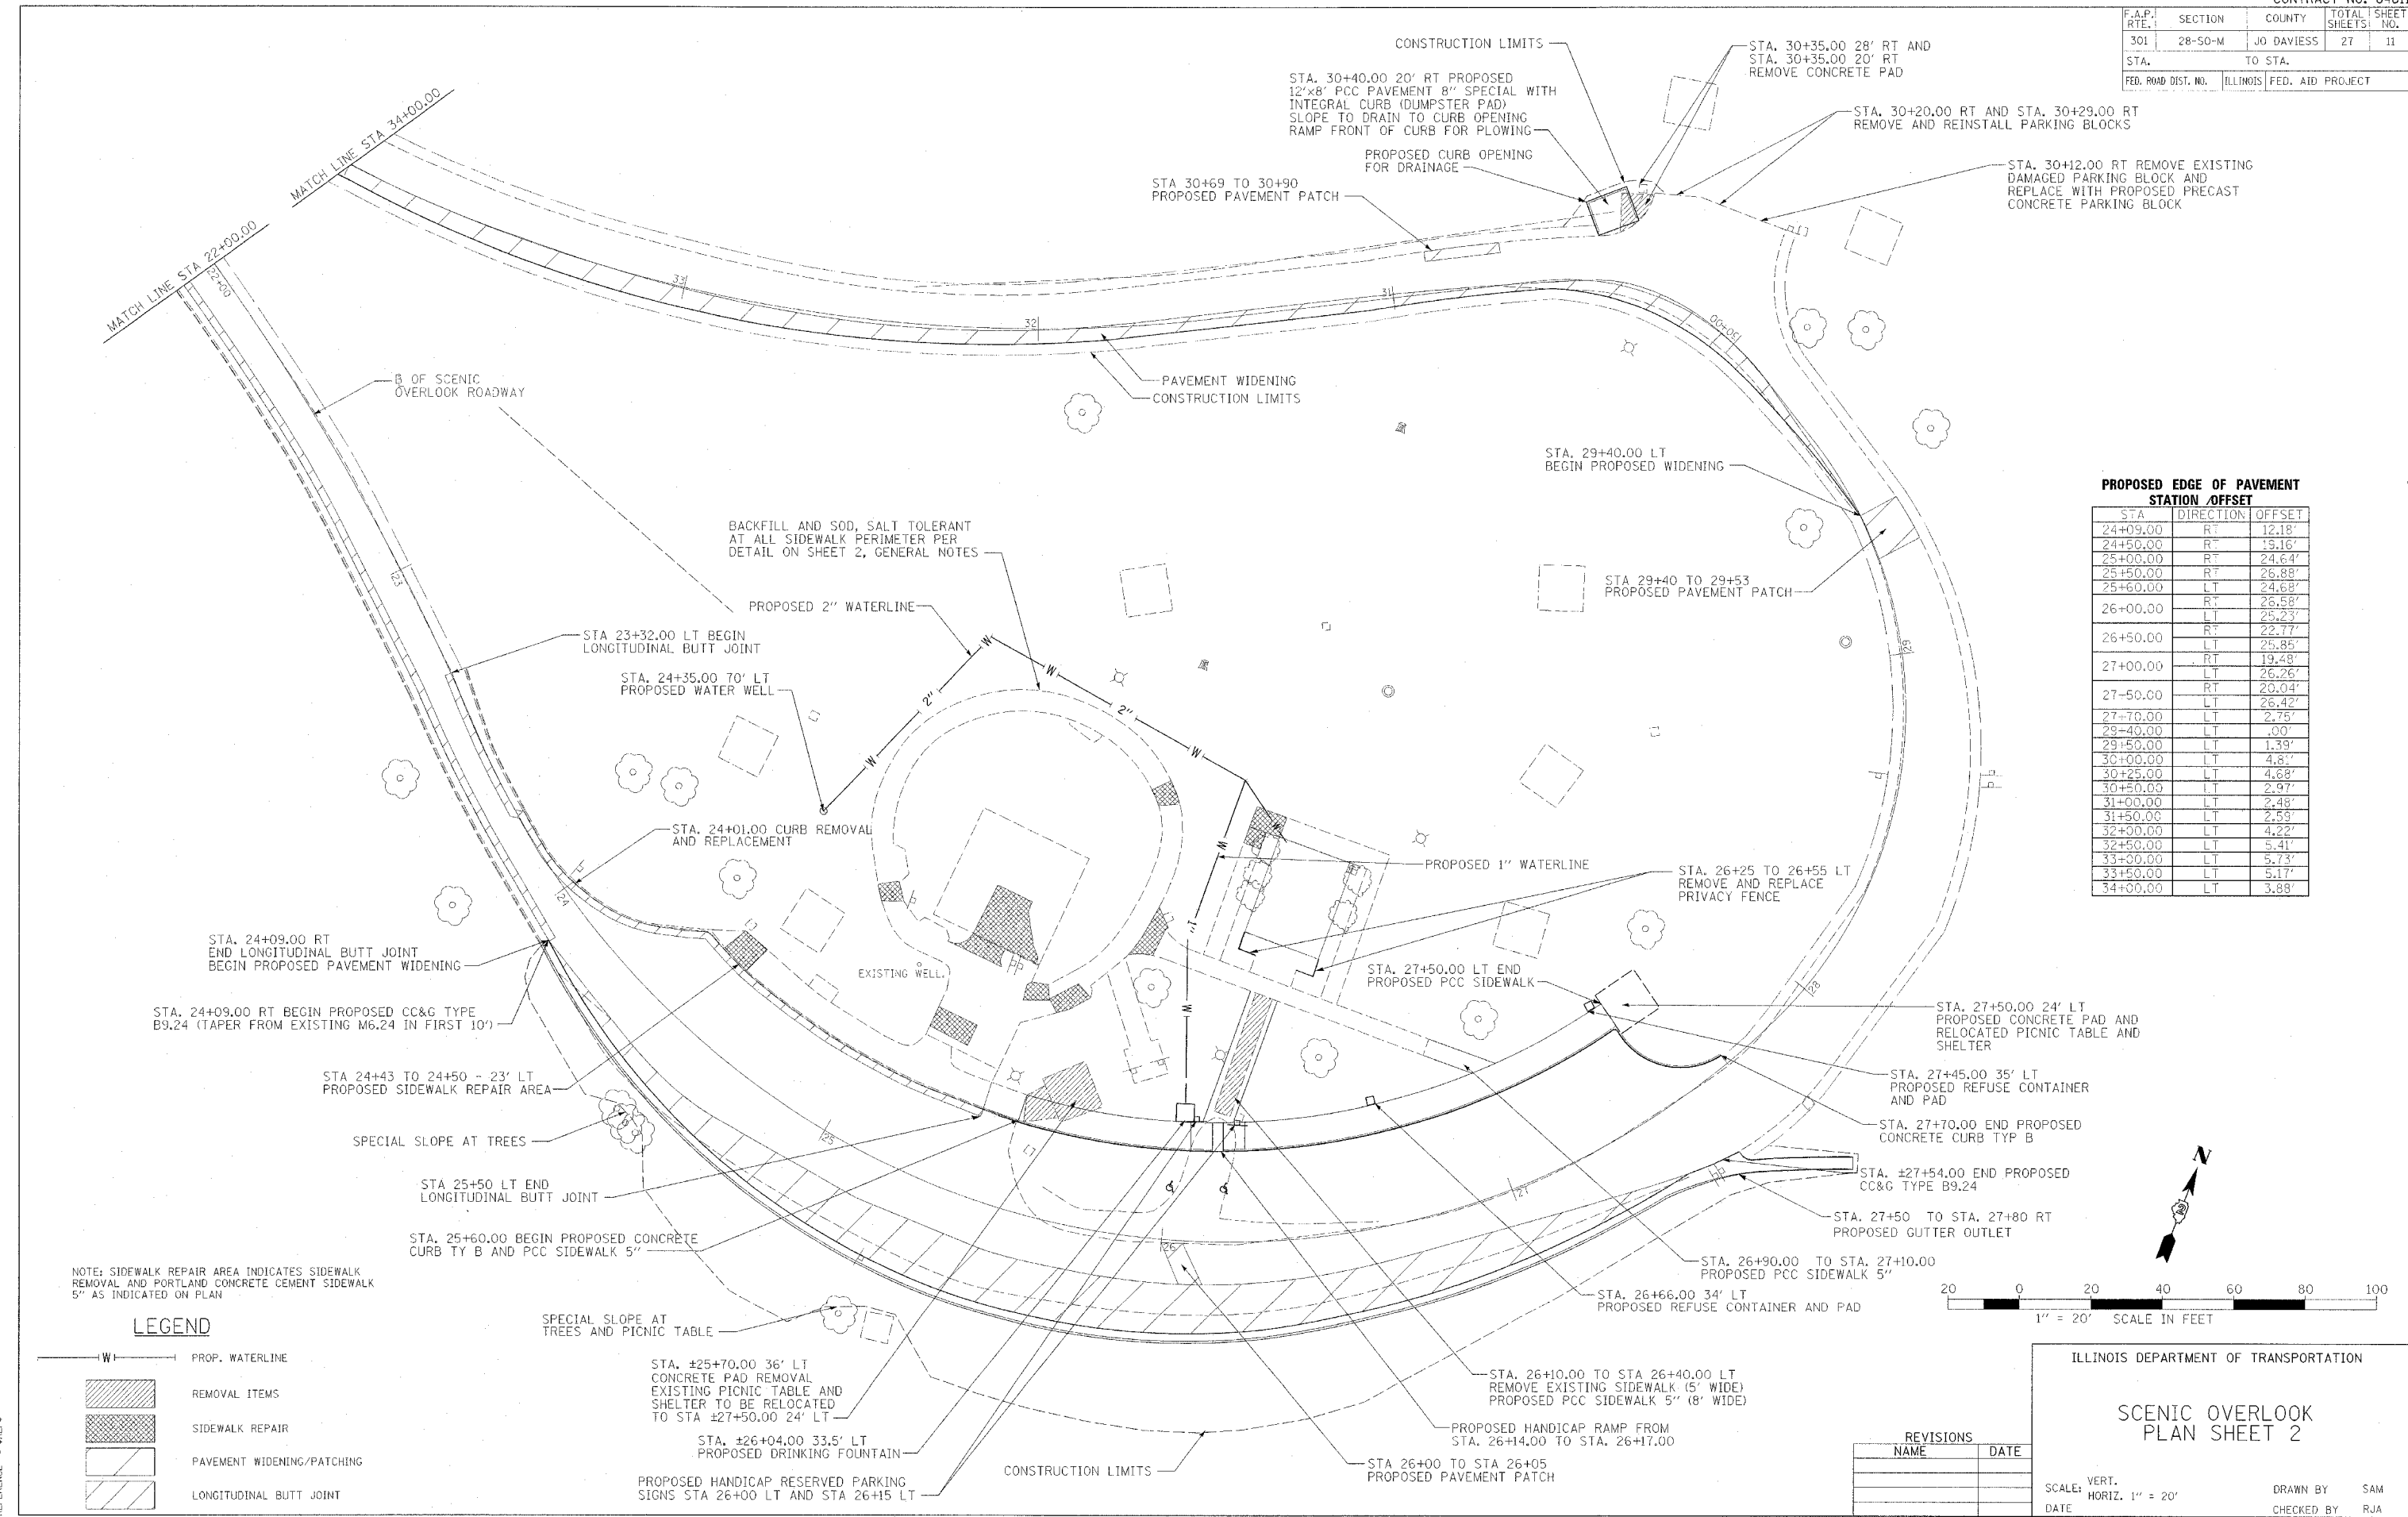 F.A.P. RTE. SECTION COUNTY TOTAL SHEETS SHEET NO.
301 28-SO-M JO DAVIESS 27 11
STA. TO STA.
FED. ROAD DIST. NO. ILLINOIS FED. AID PROJECT
CONSTRUCTION LIMITS
STA. 30+35.00 28' RT AND
STA. 30+35.00 20' RT
REMOVE CONCRETE PAD
STA. 30+40.00 20' RT PROPOSED
12'x8' PCC PAVEMENT 8" SPECIAL WITH
INTEGRAL CURB (DUMPSTER PAD)
SLOPE TO DRAIN TO CURB OPENING
RAMP FRONT OF CURB FOR PLOWING
STA. 30+20.00 RT AND STA. 30+29.00 RT
REMOVE AND REINSTALL PARKING BLOCKS
PROPOSED CURB OPENING
FOR DRAINAGE
STA. 30+12.00 RT REMOVE EXISTING
DAMAGED PARKING BLOCK AND
REPLACE WITH PROPOSED PRECAST
CONCRETE PARKING BLOCK
STA 30+69 TO 30+90
PROPOSED PAVEMENT PATCH
MATCH LINE STA 34+00.00
MATCH LINE STA 22+00.00
22+00
33
32
31
30+00
B OF SCENIC
OVERLOOK ROADWAY
PAVEMENT WIDENING
CONSTRUCTION LIMITS
STA. 29+40.00 LT
BEGIN PROPOSED WIDENING
BACKFILL AND SOD, SALT TOLERANT
AT ALL SIDEWALK PERIMETER PER
DETAIL ON SHEET 2, GENERAL NOTES
23
STA 29+40 TO 29+53
PROPOSED PAVEMENT PATCH
PROPOSED 2" WATERLINE
STA 23+32.00 LT BEGIN
LONGITUDINAL BUTT JOINT
29
STA. 24+35.00 70' LT
PROPOSED WATER WELL
W
W
2"
2"
W
W
W
W
1"
W
STA. 24+01.00 CURB REMOVAL
AND REPLACEMENT
PROPOSED 1" WATERLINE
STA. 26+25 TO 26+55 LT
REMOVE AND REPLACE
PRIVACY FENCE
24
STA. 24+09.00 RT
END LONGITUDINAL BUTT JOINT
BEGIN PROPOSED PAVEMENT WIDENING
EXISTING WELL
STA. 27+50.00 LT END
PROPOSED PCC SIDEWALK
28
STA. 24+09.00 RT BEGIN PROPOSED CC&G TYPE
B9.24 (TAPER FROM EXISTING M6.24 IN FIRST 10')
STA. 27+50.00 24' LT
PROPOSED CONCRETE PAD AND
RELOCATED PICNIC TABLE AND
SHELTER
STA 24+43 TO 24+50 - 23' LT
PROPOSED SIDEWALK REPAIR AREA
STA. 27+45.00 35' LT
PROPOSED REFUSE CONTAINER
AND PAD
SPECIAL SLOPE AT TREES
25
STA. 27+70.00 END PROPOSED
CONCRETE CURB TYP B
STA 25+50 LT END
LONGITUDINAL BUTT JOINT
STA. ±27+54.00 END PROPOSED
CC&G TYPE B9.24
27
STA. 27+50 TO STA. 27+80 RT
PROPOSED GUTTER OUTLET
STA. 25+60.00 BEGIN PROPOSED CONCRETE
CURB TY B AND PCC SIDEWALK 5"
26
STA. 26+90.00 TO STA. 27+10.00
PROPOSED PCC SIDEWALK 5"
STA. 26+66.00 34' LT
PROPOSED REFUSE CONTAINER AND PAD
SPECIAL SLOPE AT
TREES AND PICNIC TABLE
STA. ±25+70.00 36' LT
CONCRETE PAD REMOVAL
EXISTING PICNIC TABLE AND
SHELTER TO BE RELOCATED
TO STA ±27+50.00 24' LT
STA. 26+10.00 TO STA 26+40.00 LT
REMOVE EXISTING SIDEWALK (5' WIDE)
PROPOSED PCC SIDEWALK 5" (8' WIDE)
STA. ±26+04.00 33.5' LT
PROPOSED DRINKING FOUNTAIN
PROPOSED HANDICAP RAMP FROM
STA. 26+14.00 TO STA. 26+17.00
PROPOSED HANDICAP RESERVED PARKING
SIGNS STA 26+00 LT AND STA 26+15 LT
CONSTRUCTION LIMITS
STA 26+00 TO STA 26+05
PROPOSED PAVEMENT PATCH
PROPOSED EDGE OF PAVEMENT
STATION /OFFSET
STA DIRECTION OFFSET
24+09.00 RT 12.18'
24+50.00 RT 19.16'
25+00.00 RT 24.64'
25+50.00 RT 26.88'
25+60.00 LT 24.68'
26+00.00 RT 26.58'
LT 25.23'
26+50.00 RT 22.77'
LT 25.85'
27+00.00 RT 19.48'
LT 26.26'
27+50.00 RT 20.04'
LT 26.42'
27+70.00 LT 2.75'
29+40.00 LT .00'
29+50.00 LT 1.39'
30+00.00 LT
30+25.00 LT 4.68'
30+50.00 LT 2.97'
31+00.00 LT 2.48'
31+50.00 LT 2.59'
32+00.00 LT 4.22'
32+50.00 LT 5.41'
33+00.00 LT 5.73'
33+50.00 LT 5.17'
34+00.00 LT 3.88'
N
20 0 20 40 60 80 100
1" = 20' SCALE IN FEET
NOTE: SIDEWALK REPAIR AREA INDICATES SIDEWALK
REMOVAL AND PORTLAND CONCRETE CEMENT SIDEWALK
5" AS INDICATED ON PLAN
LEGEND
W PROP. WATERLINE
REMOVAL ITEMS
SIDEWALK REPAIR
PAVEMENT WIDENING/PATCHING
LONGITUDINAL BUTT JOINT
REVISIONS
NAME DATE
ILLINOIS DEPARTMENT OF TRANSPORTATION
SCENIC OVERLOOK
PLAN SHEET 2
SCALE: VERT.
HORIZ. 1" = 20'
DATE
DRAWN BY SAM
CHECKED BY RJA